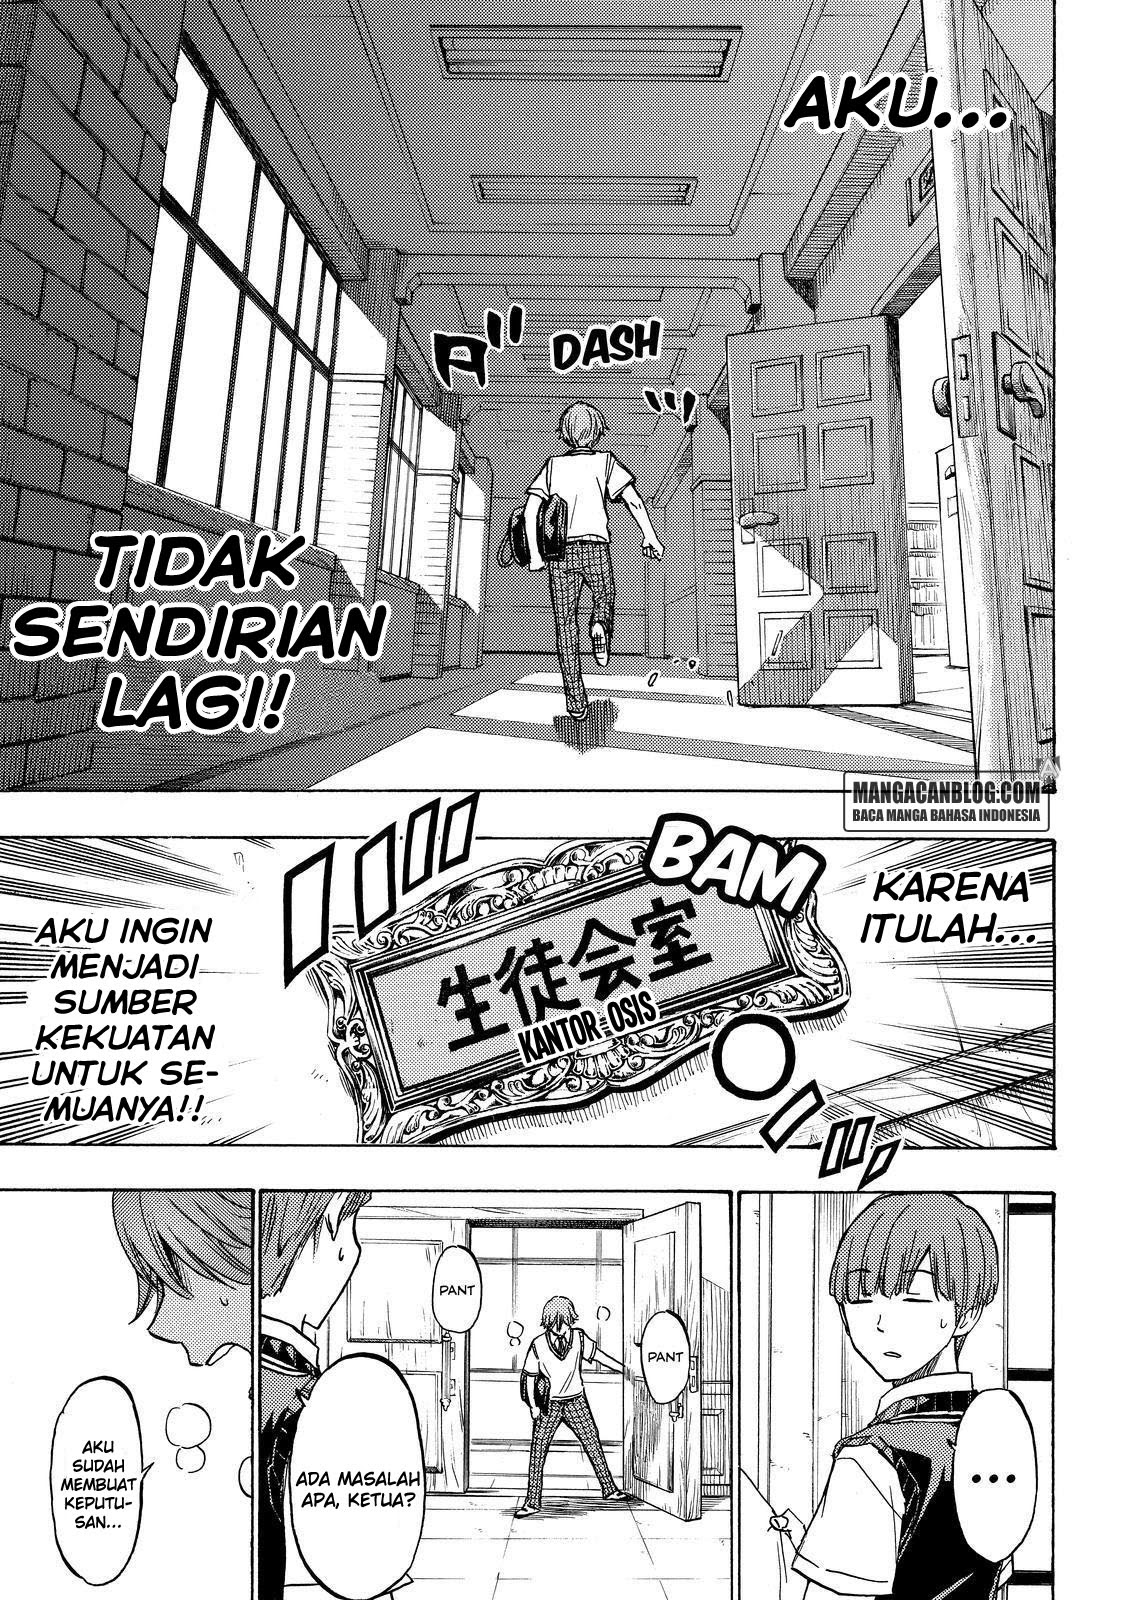 AKU...
ダッ
DASH
TIDAK
SENDIRIAN
LAGI!
MANGACANBLOG.COM
BACA MANGA BAHASA INDONESIA
KARENA
ITULAH...
BAM
生徒会室
KANTOR OSIS
AKU INGIN
MENJADI
SUMBER
KEKUATAN
UNTUK SE-
MUANYA!!
...
PANT
PANT
ADA MASALAH
APA, KETUA?
AKU
SUDAH
MEMBUAT
KEPUTU-
SAN...